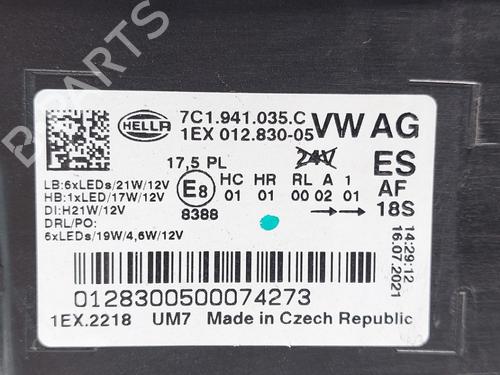 HELLA
7C1.941.035.C
1EX 012.830-05
VW AG
17,5 PL
24V
ES
LB:6xLEDs/21W/12V
HB:1xLED/17W/12V
DI:H21W/12V
DRL/PO:
6xLEDs/19W/4,6W/12V
E8
8388
HC HR RL A 1
01 01 00 02 01
AF
18S
14:29:12
16.07.2021
0128300500074273
1EX.2218 UM7 Made in Czech Republic
B PARTS